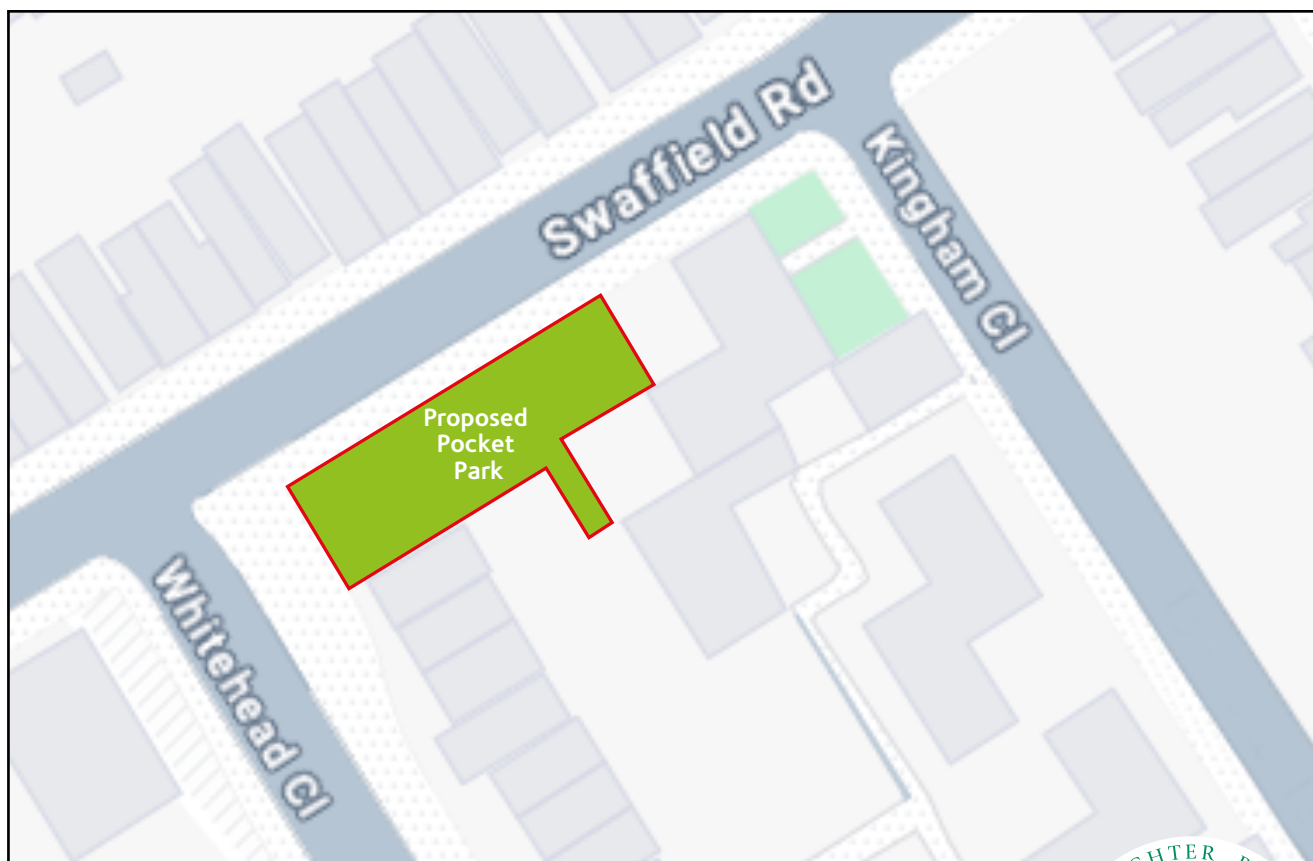 Swaffield Rd
Kingham Cl
Proposed
Pocket
Park
Whitehead Cl